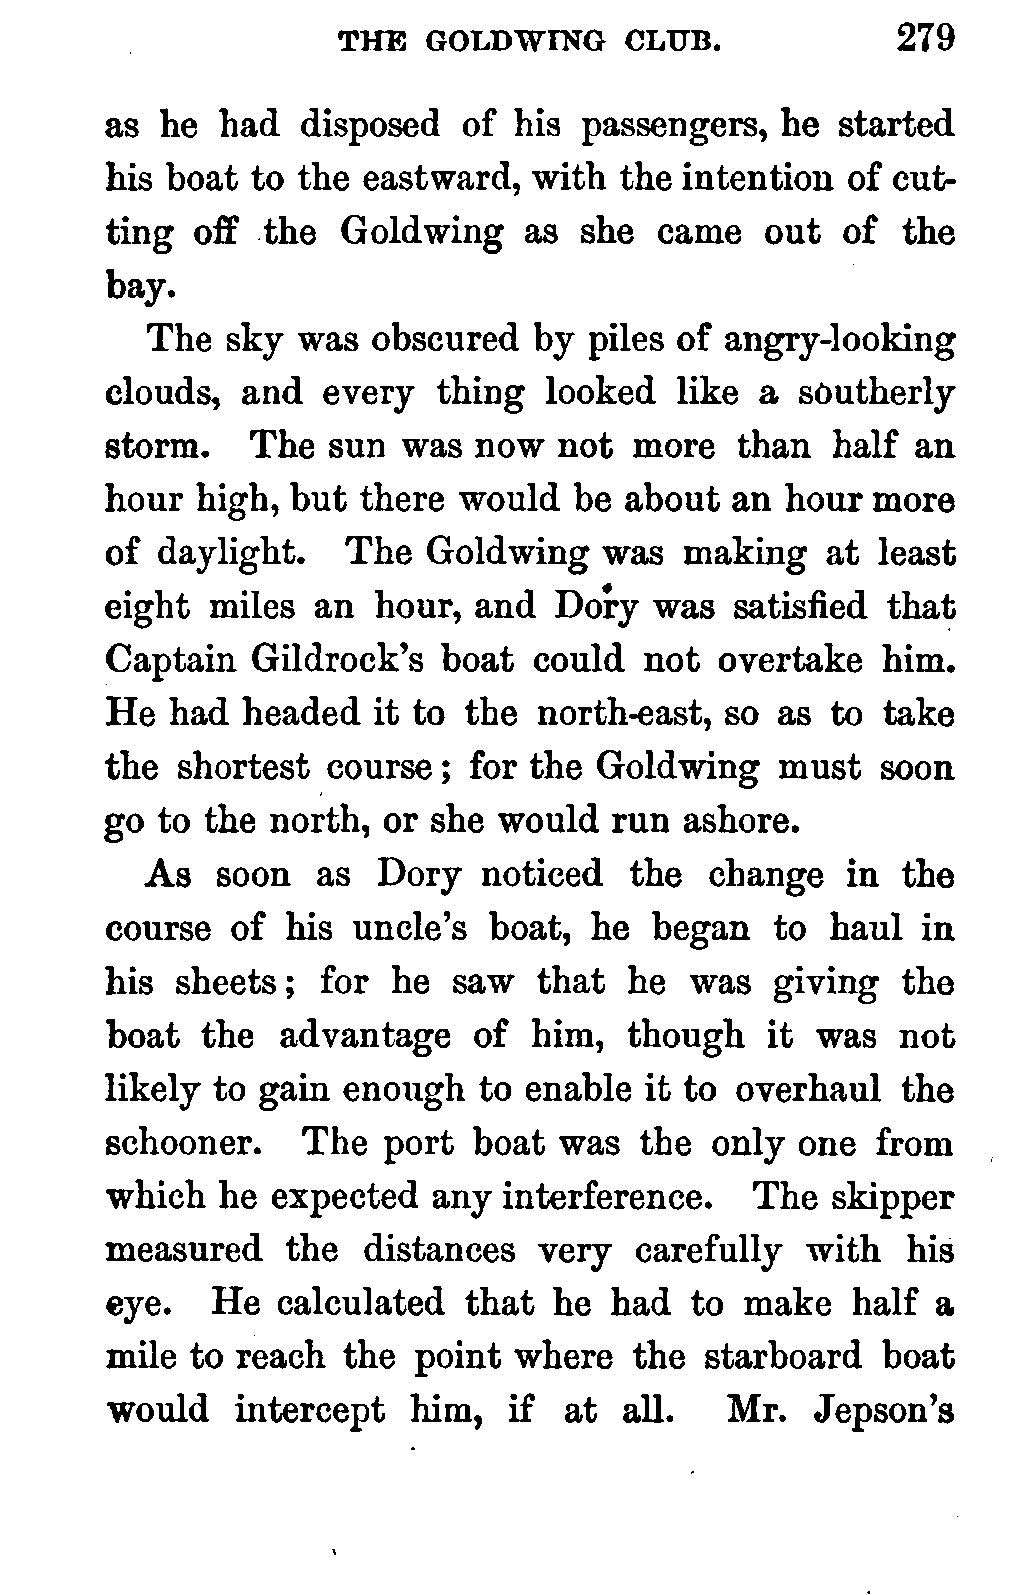 THE GOLDWING CLUB. 279
as he had disposed of his passengers, he started
his boat to the eastward, with the intention of cut-
ting off the Goldwing as she came out of the
bay.
The sky was obscured by piles of angry-looking
clouds, and every thing looked like a southerly
storm. The sun was now not more than half an
hour high, but there would be about an hour more
of daylight. The Goldwing was making at least
eight miles an hour, and Dory was satisfied that
Captain Gildrock's boat could not overtake him.
He had headed it to the north-east, so as to take
the shortest course; for the Goldwing must soon
go to the north, or she would run ashore.
As soon as Dory noticed the change in the
course of his uncle's boat, he began to haul in
his sheets; for he saw that he was giving the
boat the advantage of him, though it was not
likely to gain enough to enable it to overhaul the
schooner. The port boat was the only one from
which he expected any interference. The skipper
measured the distances very carefully with his
eye. He calculated that he had to make half a
mile to reach the point where the starboard boat
would intercept him, if at all. Mr. Jepson's